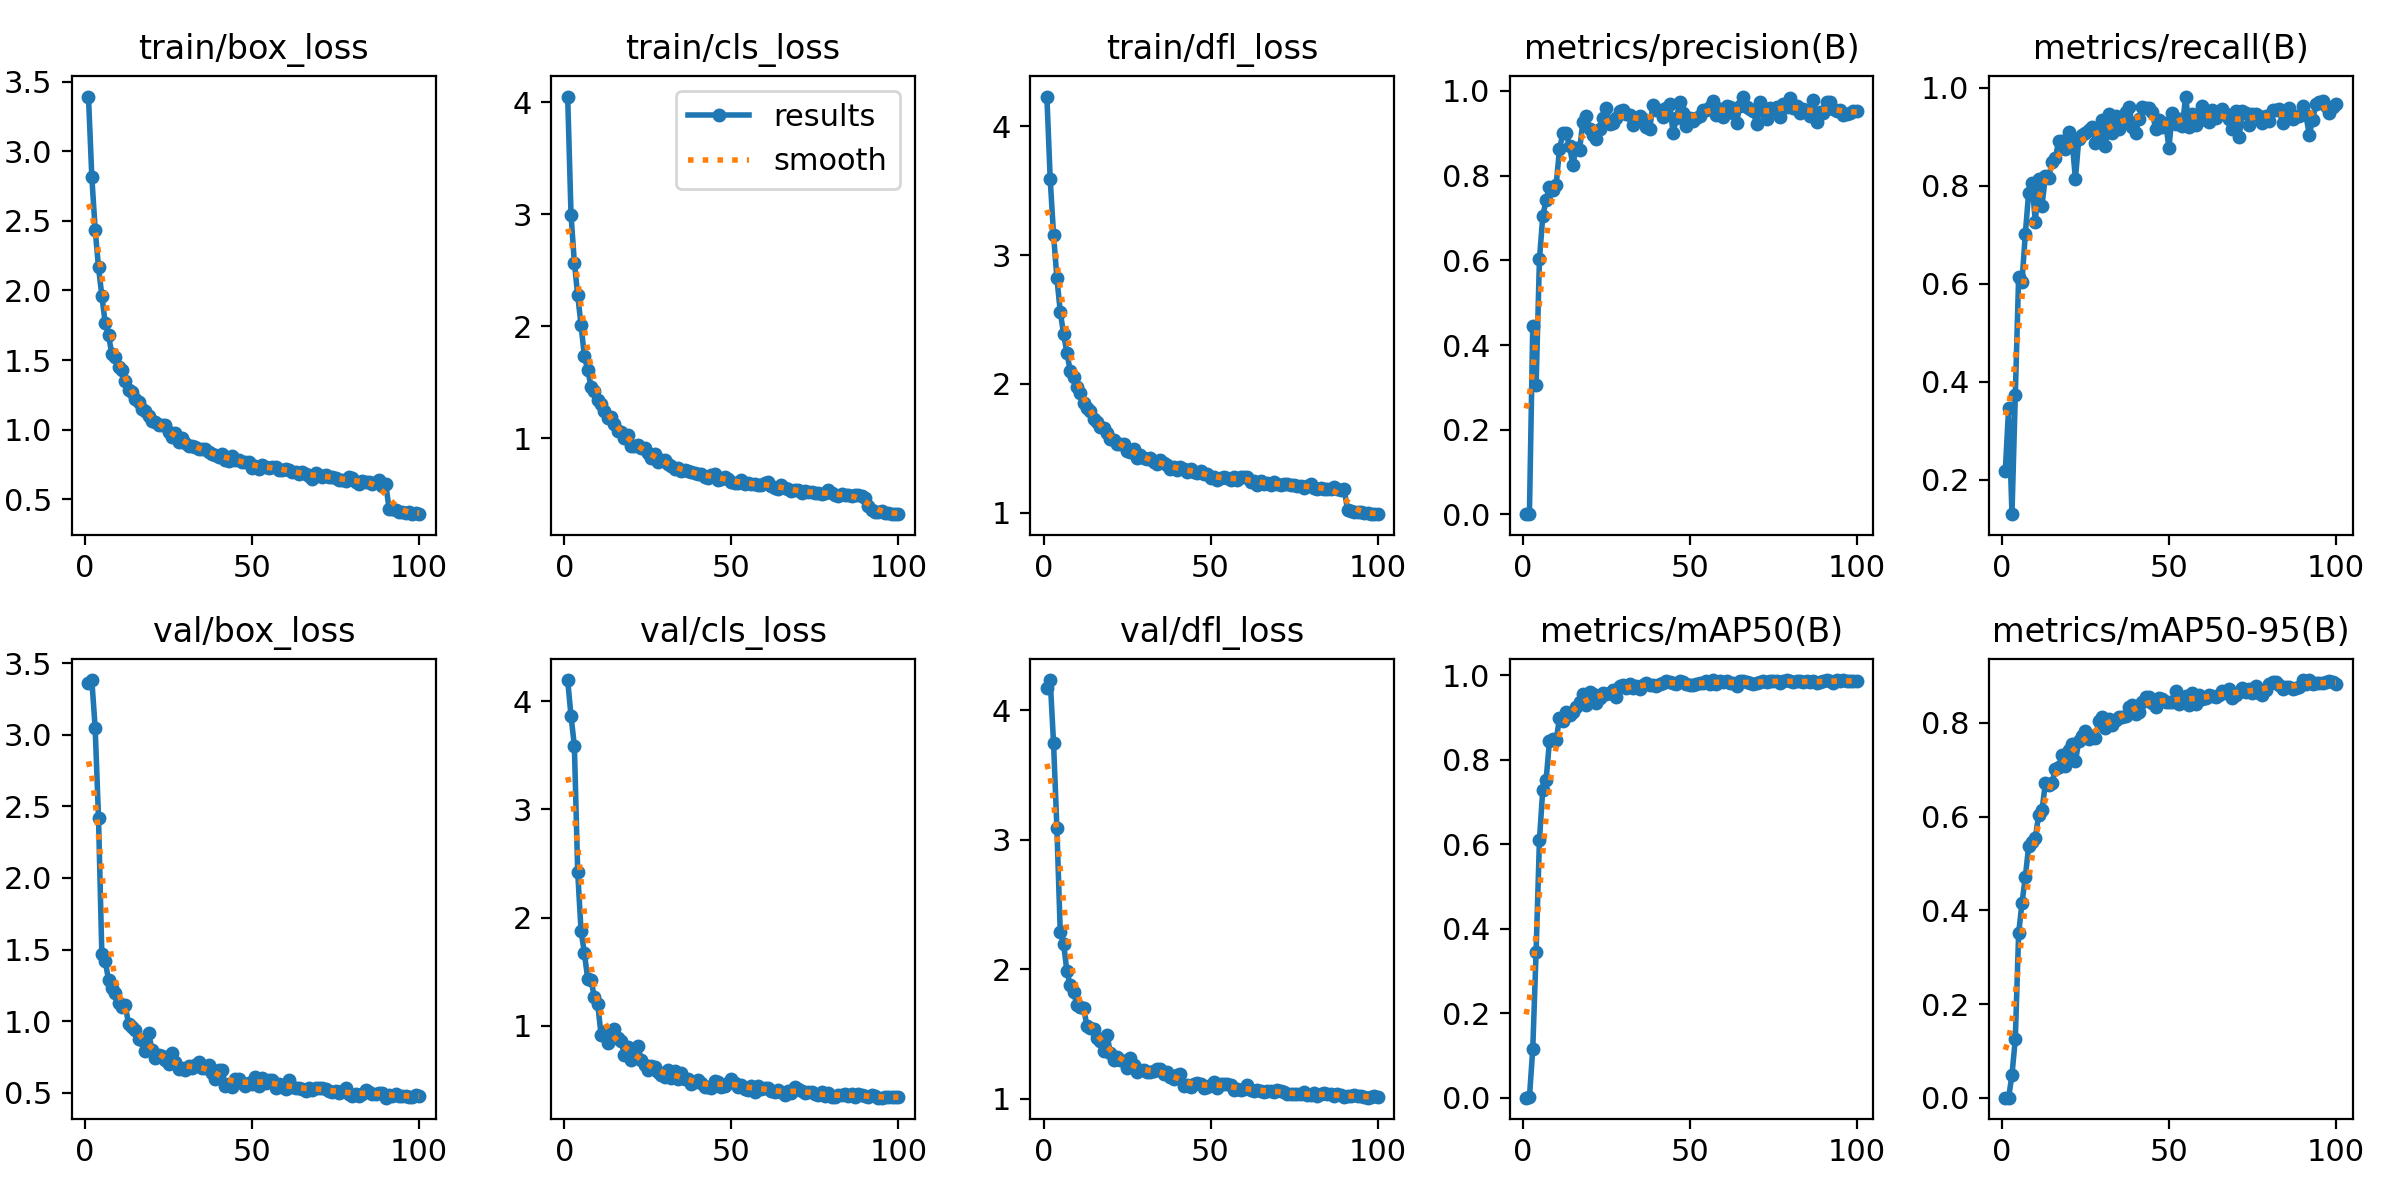 train/box_loss
3.5
3.0
2.5
2.0
1.5
1.0
0.5
0 50 100
train/cls_loss
results
smooth
4
3
2
1
0 50 100
train/dfl_loss
4
3
2
1
0 50 100
metrics/precision(B)
1.0
0.8
0.6
0.4
0.2
0.0
0 50 100
metrics/recall(B)
1.0
0.8
0.6
0.4
0.2
0 50 100
val/box_loss
3.5
3.0
2.5
2.0
1.5
1.0
0.5
0 50 100
val/cls_loss
4
3
2
1
0 50 100
val/dfl_loss
4
3
2
1
0 50 100
metrics/mAP50(B)
1.0
0.8
0.6
0.4
0.2
0.0
0 50 100
metrics/mAP50-95(B)
0.8
0.6
0.4
0.2
0.0
0 50 100